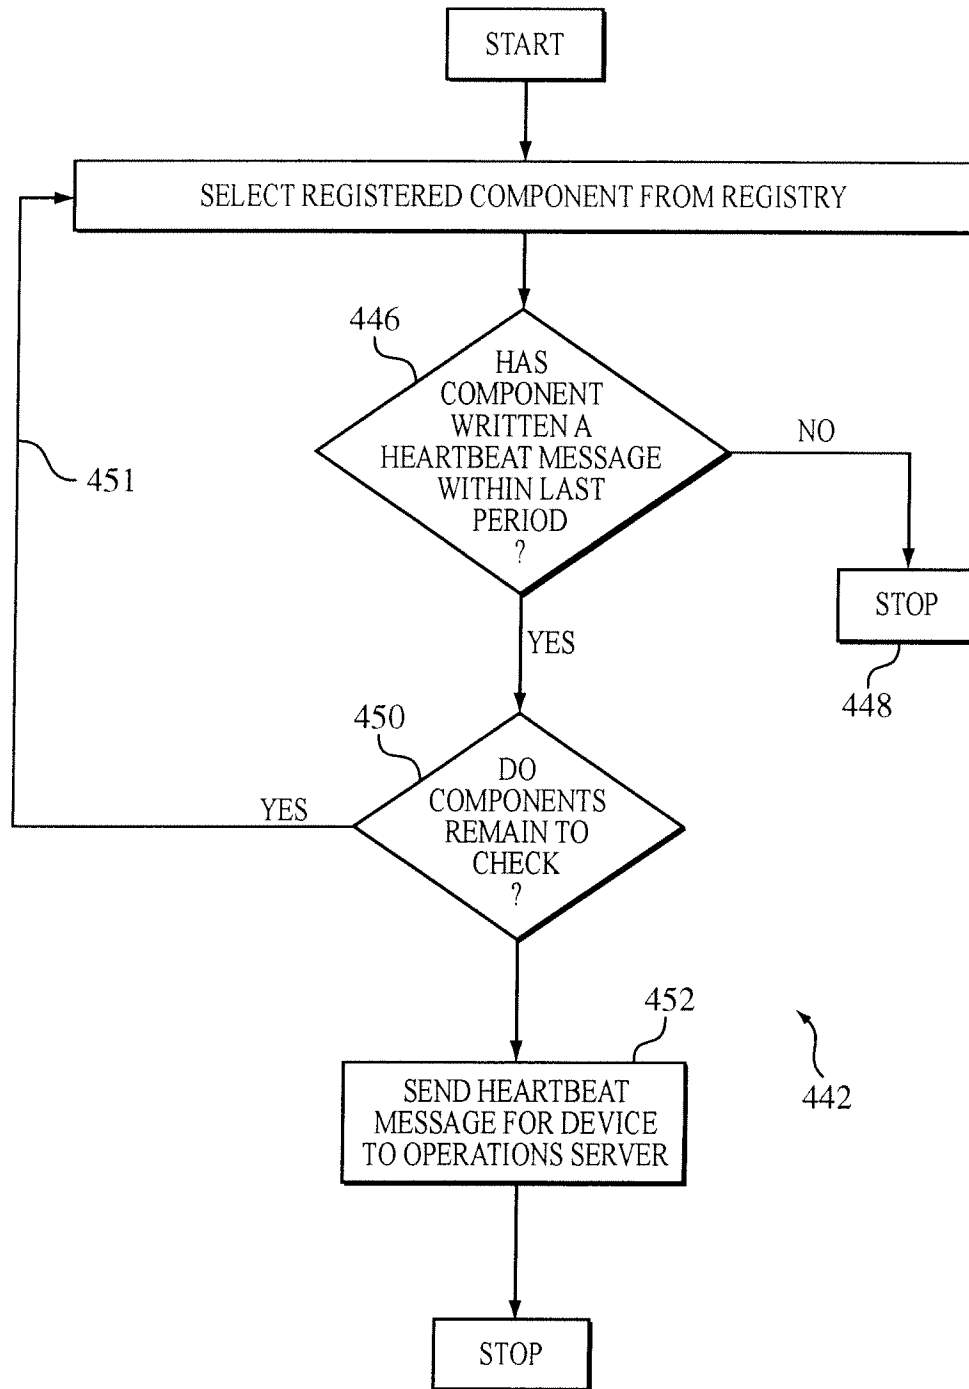 START
SELECT REGISTERED COMPONENT FROM REGISTRY
446
HAS
COMPONENT
WRITTEN A
HEARTBEAT MESSAGE
WITHIN LAST
PERIOD
?
NO
451
STOP
448
YES
450
DO
COMPONENTS
REMAIN TO
CHECK
?
YES
452
SEND HEARTBEAT
MESSAGE FOR DEVICE
TO OPERATIONS SERVER
442
STOP